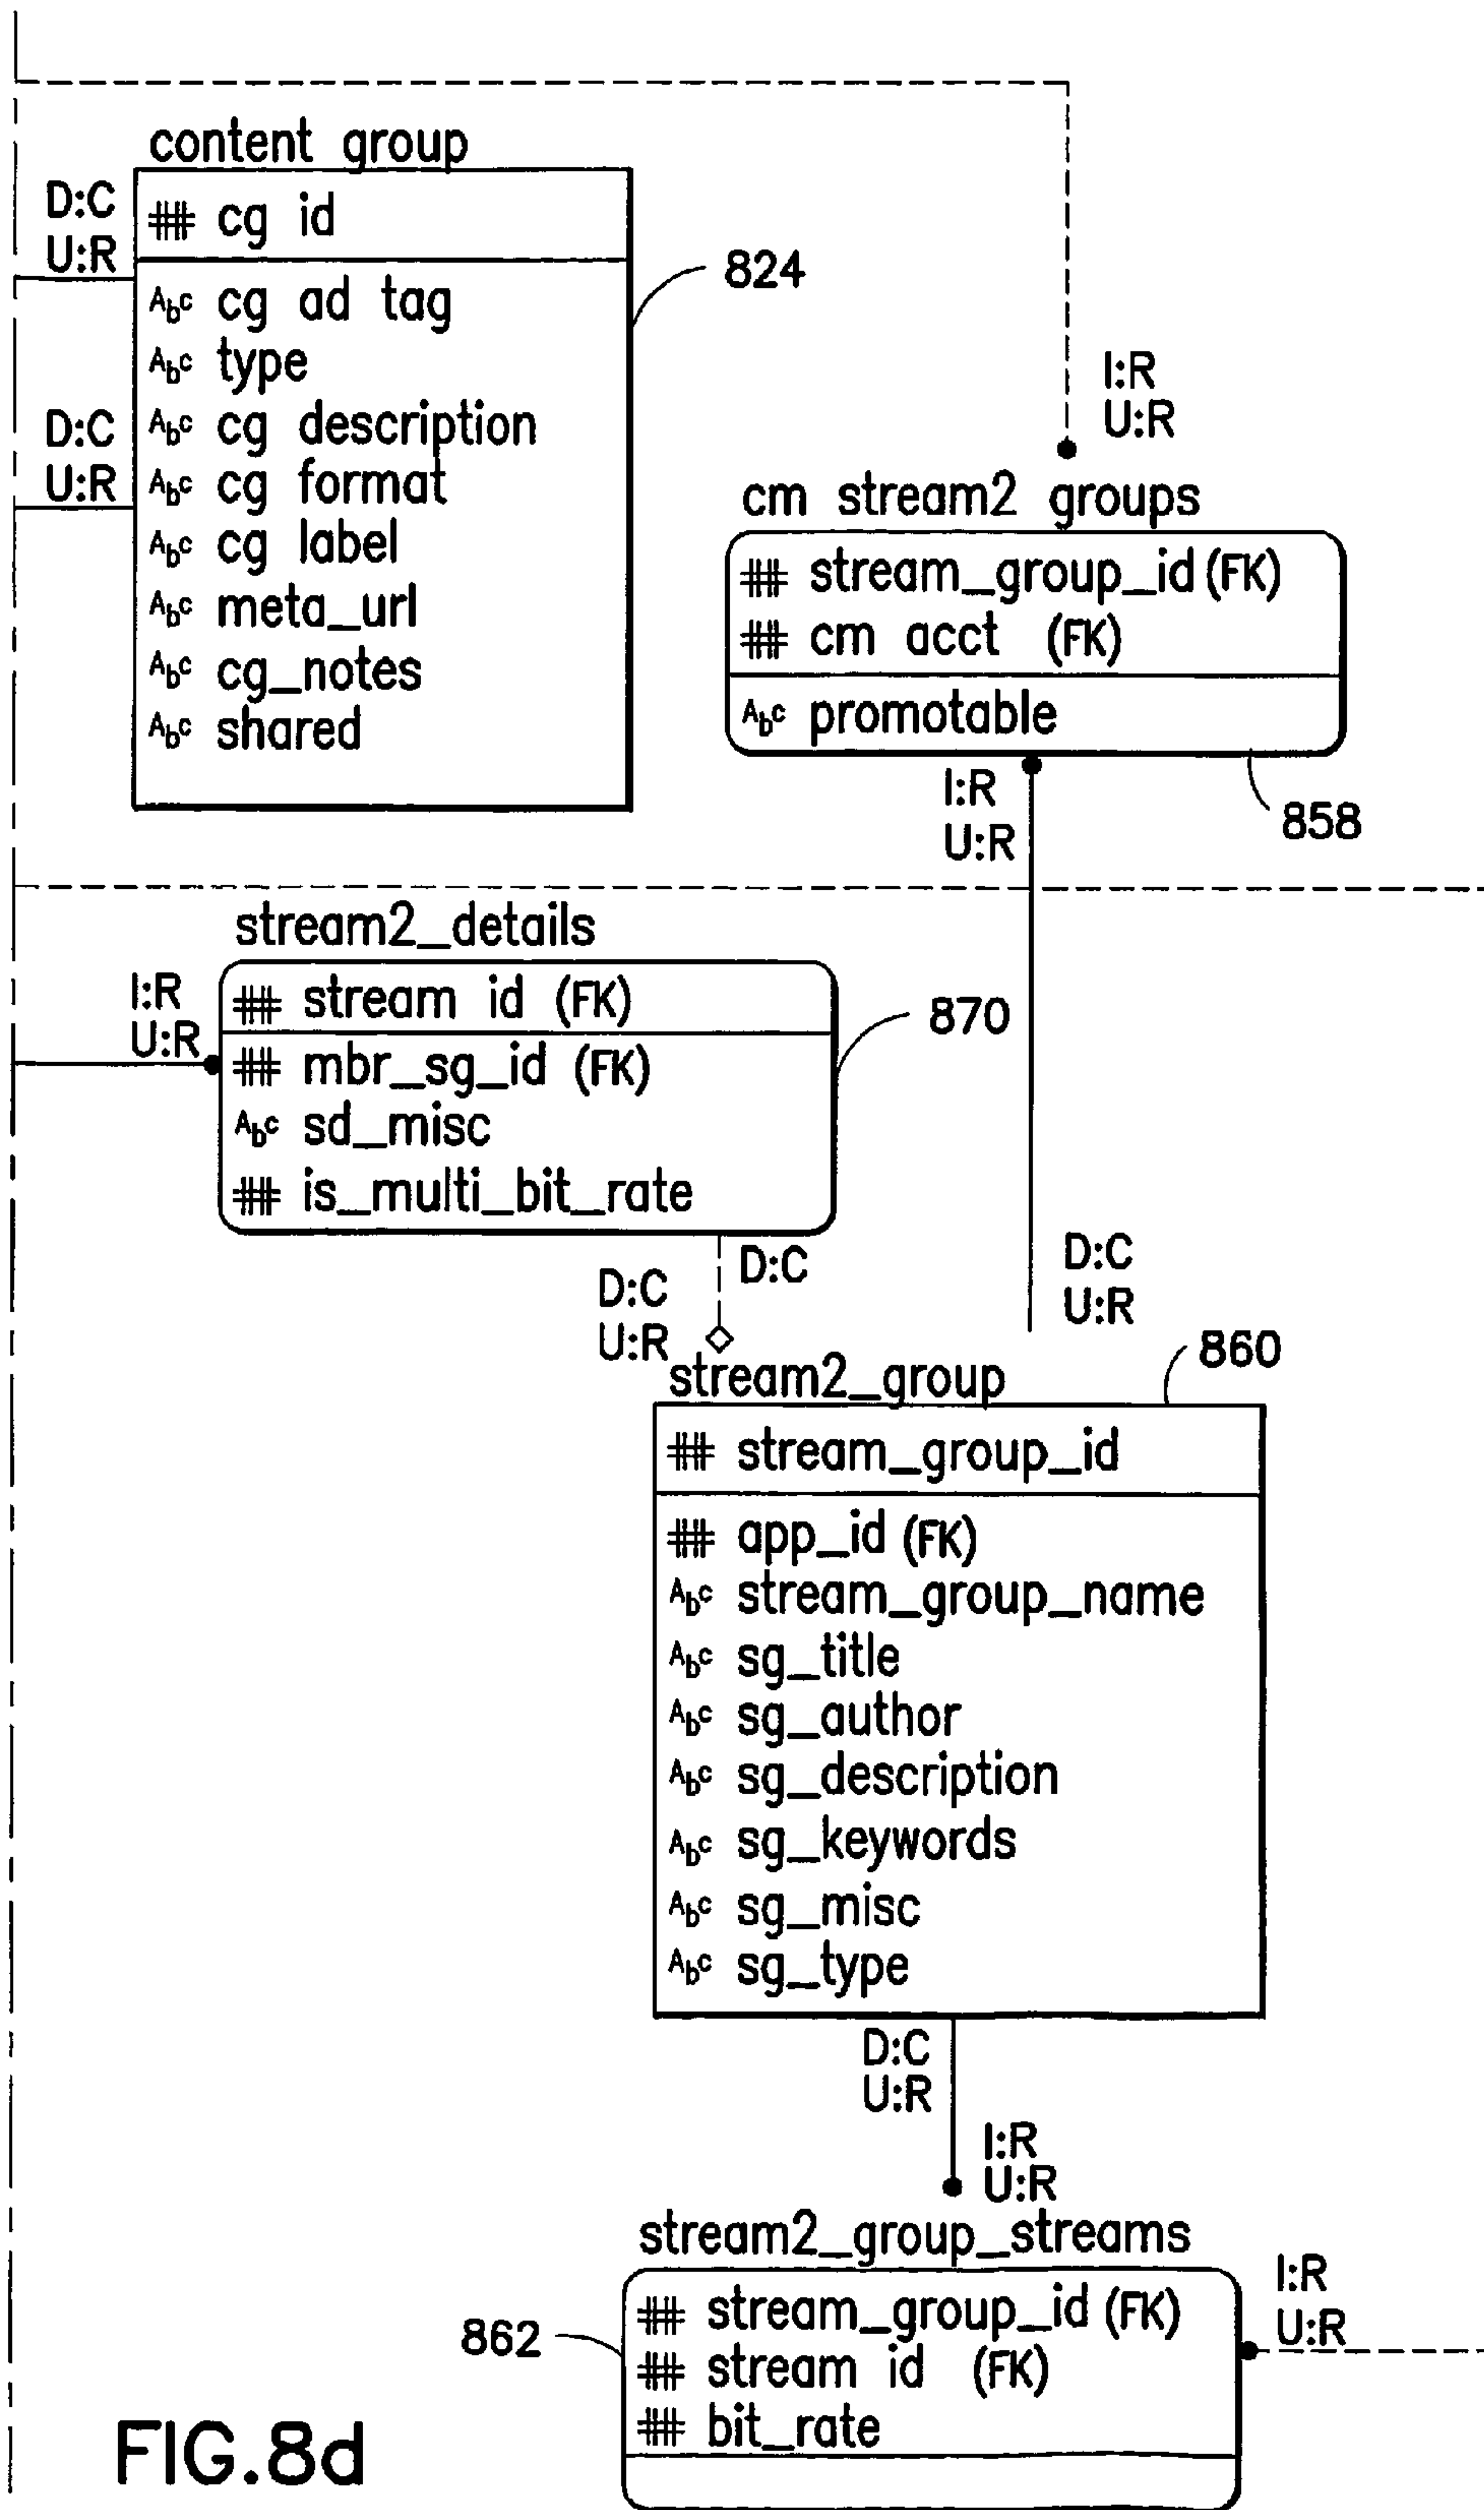 content group
D:C
U:R
## cg id
824
Abc cg ad tag
Abc type
D:C
U:R
Abc cg description
Abc cg format
Abc cg label
Abc meta_url
Abc cg_notes
Abc shared
I:R
U:R
cm stream2 groups
## stream_group_id (FK)
## cm acct (FK)
Abc promotable
I:R
U:R
858
stream2_details
I:R
U:R
## stream id (FK)
870
## mbr_sg_id (FK)
Abc sd_misc
## is_multi_bit_rate
D:C
U:R
D:C
D:C
U:R
860
stream2_group
## stream_group_id
## app_id (FK)
Abc stream_group_name
Abc sg_title
Abc sg_author
Abc sg_description
Abc sg_keywords
Abc sg_misc
Abc sg_type
D:C
U:R
I:R
U:R
stream2_group_streams
I:R
U:R
862
## stream_group_id (FK)
## stream id (FK)
## bit_rate
FIG.8d